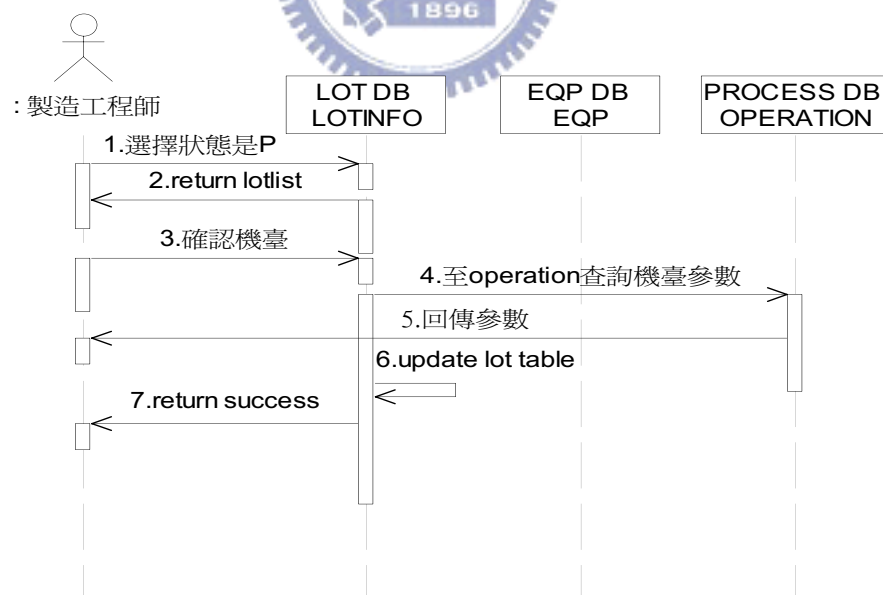 1896
: 製造工程師
LOT DB
LOTINFO
EQP DB
EQP
PROCESS DB
OPERATION
1.選擇狀態是P
2.return lotlist
3.確認機臺
4.至operation查詢機臺參數
5.回傳參數
6.update lot table
7.return success